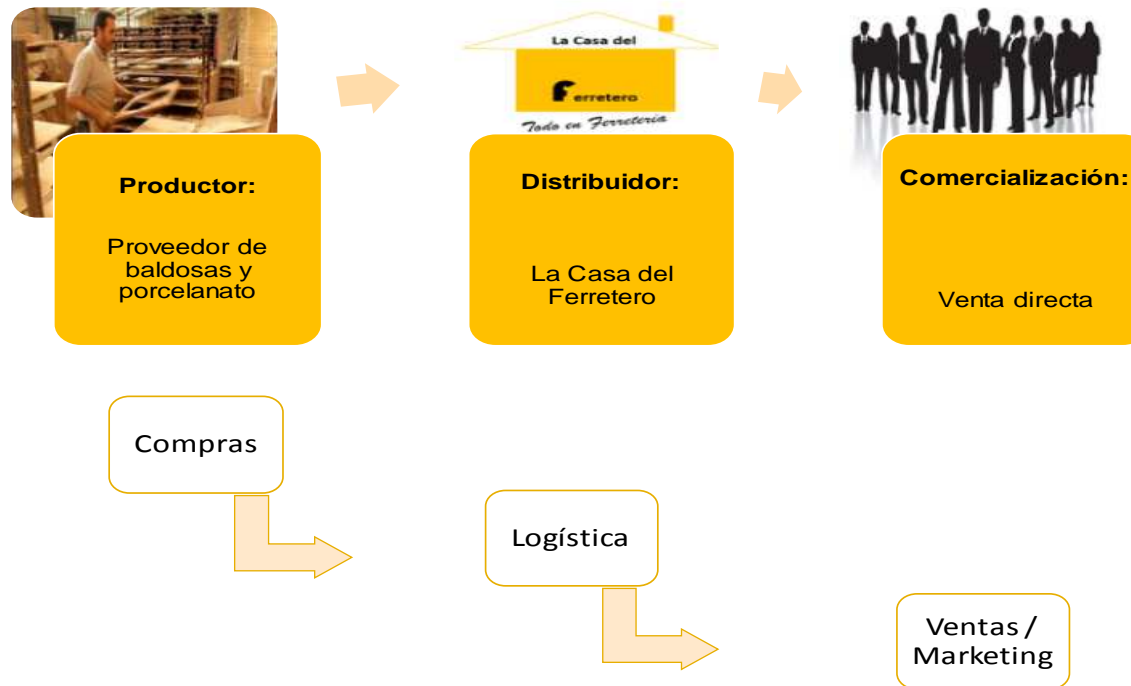 La Casa del
Ferretero
Todo en Ferretería
Productor:
Proveedor de
baldosas y
porcelanato
Distribuidor:
La Casa del
Ferretero
Comercialización:
Venta directa
Compras
Logística
Ventas /
Marketing